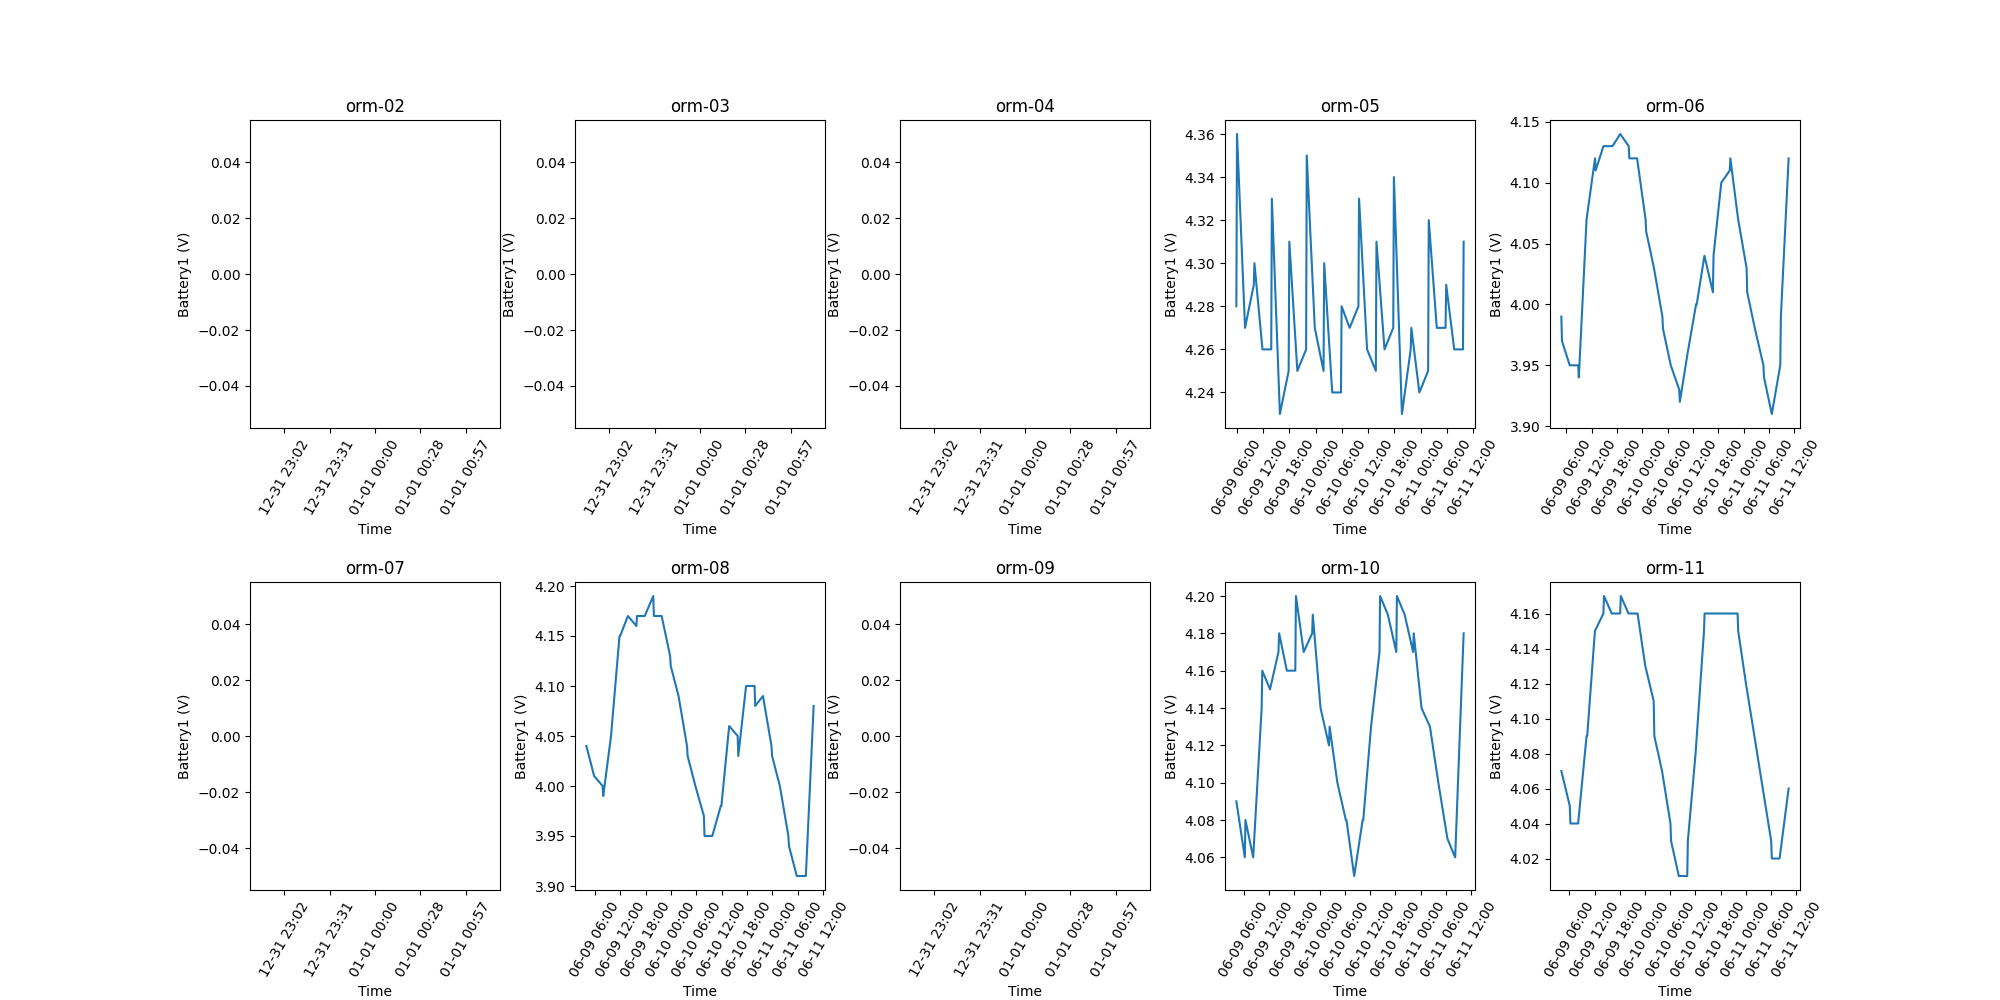 orm-02 orm-03 orm-04 orm-05 orm-06
Battery1 (V) Battery1 (V) Battery1 (V) Battery1 (V) Battery1 (V)
0.04 0.04 0.04 4.36 4.15
0.02 0.02 0.02 4.34 4.10
0.00 0.00 0.00 4.32 4.05
−0.02 −0.02 −0.02 4.30 4.00
−0.04 −0.04 −0.04 4.28 3.95
4.26 3.90
4.24
12-31 23:02 12-31 23:31 01-01 00:00 01-01 00:28 01-01 00:57
12-31 23:02 12-31 23:31 01-01 00:00 01-01 00:28 01-01 00:57
12-31 23:02 12-31 23:31 01-01 00:00 01-01 00:28 01-01 00:57
06-09 06:00 06-09 12:00 06-09 18:00 06-10 00:00 06-10 06:00 06-10 12:00 06-10 18:00 06-11 00:00 06-11 06:00 06-11 12:00
06-09 06:00 06-09 12:00 06-09 18:00 06-10 00:00 06-10 06:00 06-10 12:00 06-10 18:00 06-11 00:00 06-11 06:00 06-11 12:00
Time Time Time Time Time
orm-07 orm-08 orm-09 orm-10 orm-11
Battery1 (V) Battery1 (V) Battery1 (V) Battery1 (V) Battery1 (V)
0.04 4.20 0.04 4.20 4.16
0.02 4.15 0.02 4.18 4.14
0.00 4.10 0.00 4.16 4.12
−0.02 4.05 −0.02 4.14 4.10
−0.04 4.00 −0.04 4.12 4.08
3.95 4.10 4.06
3.90 4.08 4.04
4.06 4.02
12-31 23:02 12-31 23:31 01-01 00:00 01-01 00:28 01-01 00:57
06-09 06:00 06-09 12:00 06-09 18:00 06-10 00:00 06-10 06:00 06-10 12:00 06-10 18:00 06-11 00:00 06-11 06:00 06-11 12:00
12-31 23:02 12-31 23:31 01-01 00:00 01-01 00:28 01-01 00:57
06-09 06:00 06-09 12:00 06-09 18:00 06-10 00:00 06-10 06:00 06-10 12:00 06-10 18:00 06-11 00:00 06-11 06:00 06-11 12:00
06-09 06:00 06-09 12:00 06-09 18:00 06-10 00:00 06-10 06:00 06-10 12:00 06-10 18:00 06-11 00:00 06-11 06:00 06-11 12:00
Time Time Time Time Time